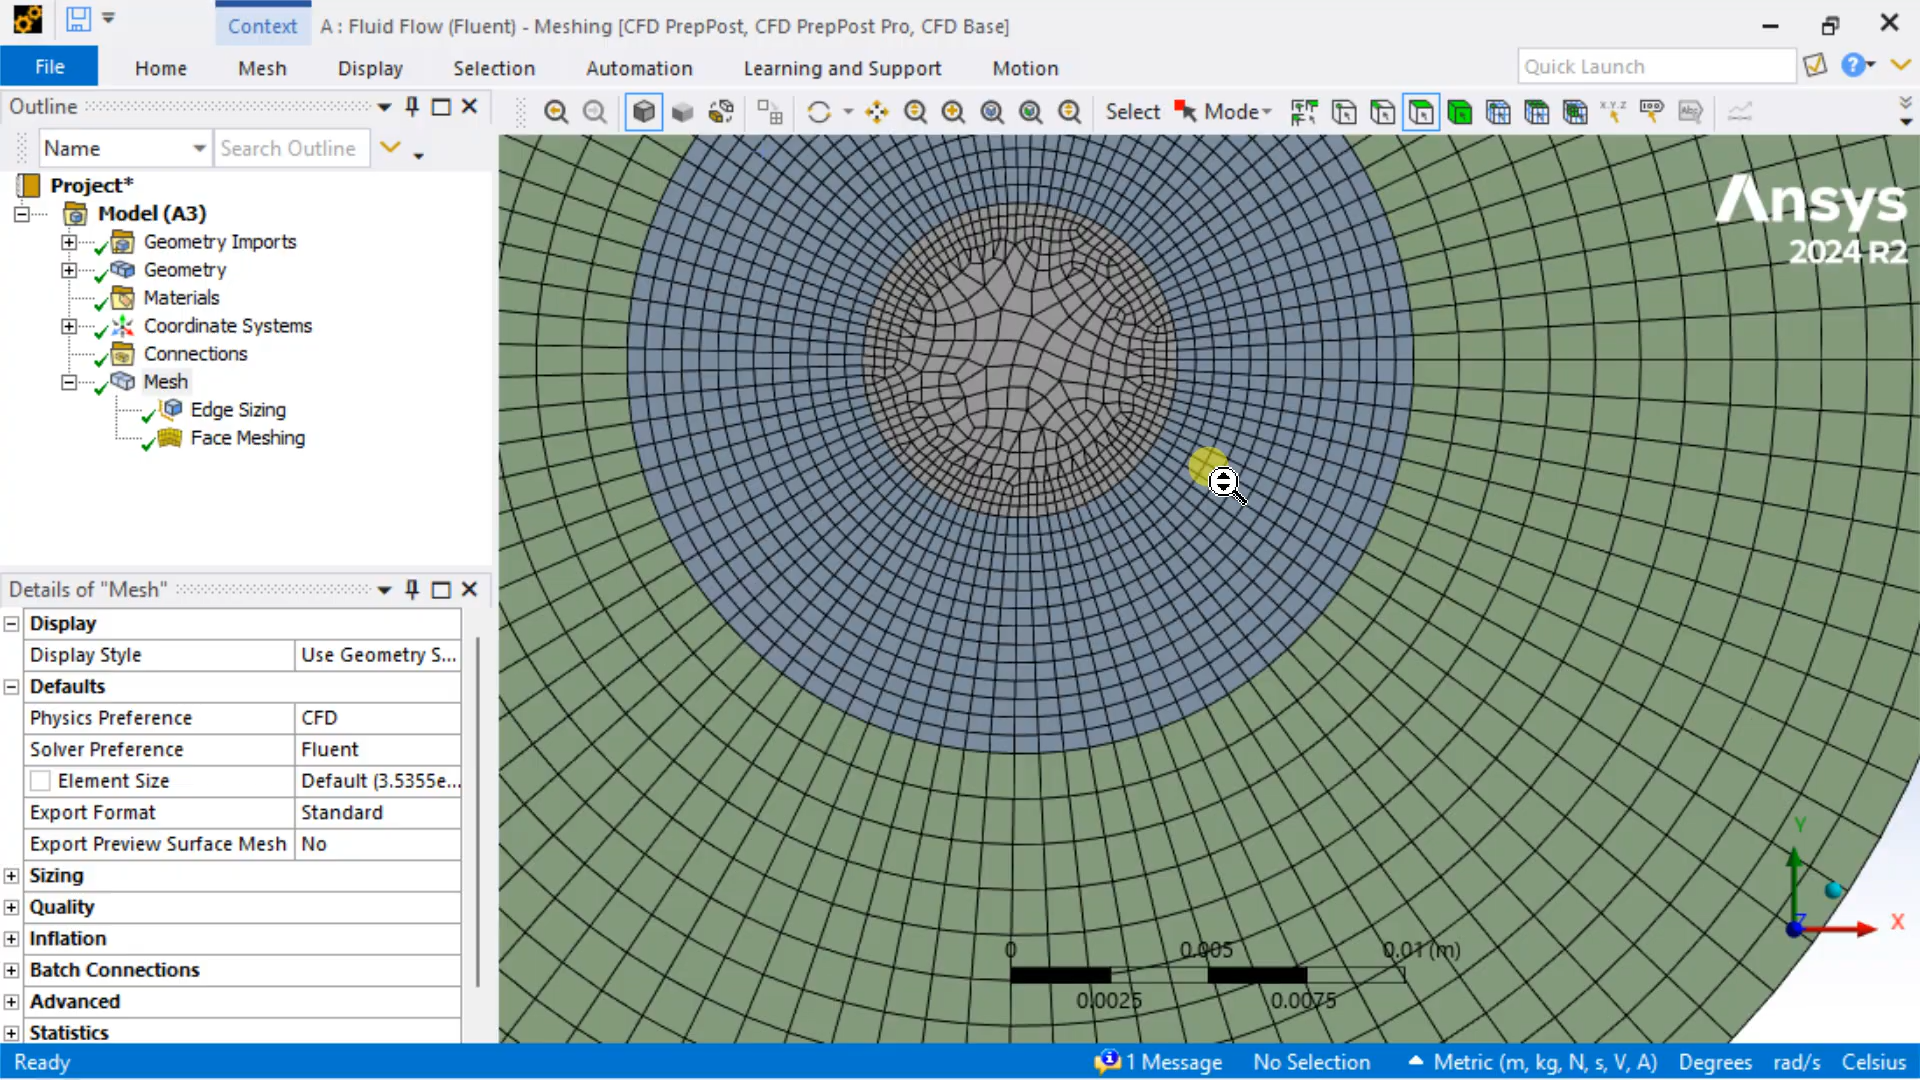 Context
A : Fluid Flow (Fluent) - Meshing [CFD PrepPost, CFD PrepPost Pro, CFD Base]
File
Home
Mesh
Display
Selection
Automation
Learning and Support
Motion
Quick Launch
Outline
Select
Mode
X.Y.Z
Name
Search Outline
Project*
Model (A3)
Geometry Imports
Geometry
Materials
Coordinate Systems
Connections
Mesh
Edge Sizing
Face Meshing
Ansys
2024 R2
Details of "Mesh"
Display
Display Style Use Geometry S...
Defaults
Physics Preference CFD
Solver Preference Fluent
Element Size Default (3.5355e...
Export Format Standard
Export Preview Surface Mesh No
Sizing
Quality
Inflation
Batch Connections
Advanced
Statistics
Y
Z
X
0 0.005 0.01 (m)
0.0025 0.0075
Ready
1 Message
No Selection
Metric (m, kg, N, s, V, A)
Degrees
rad/s
Celsius